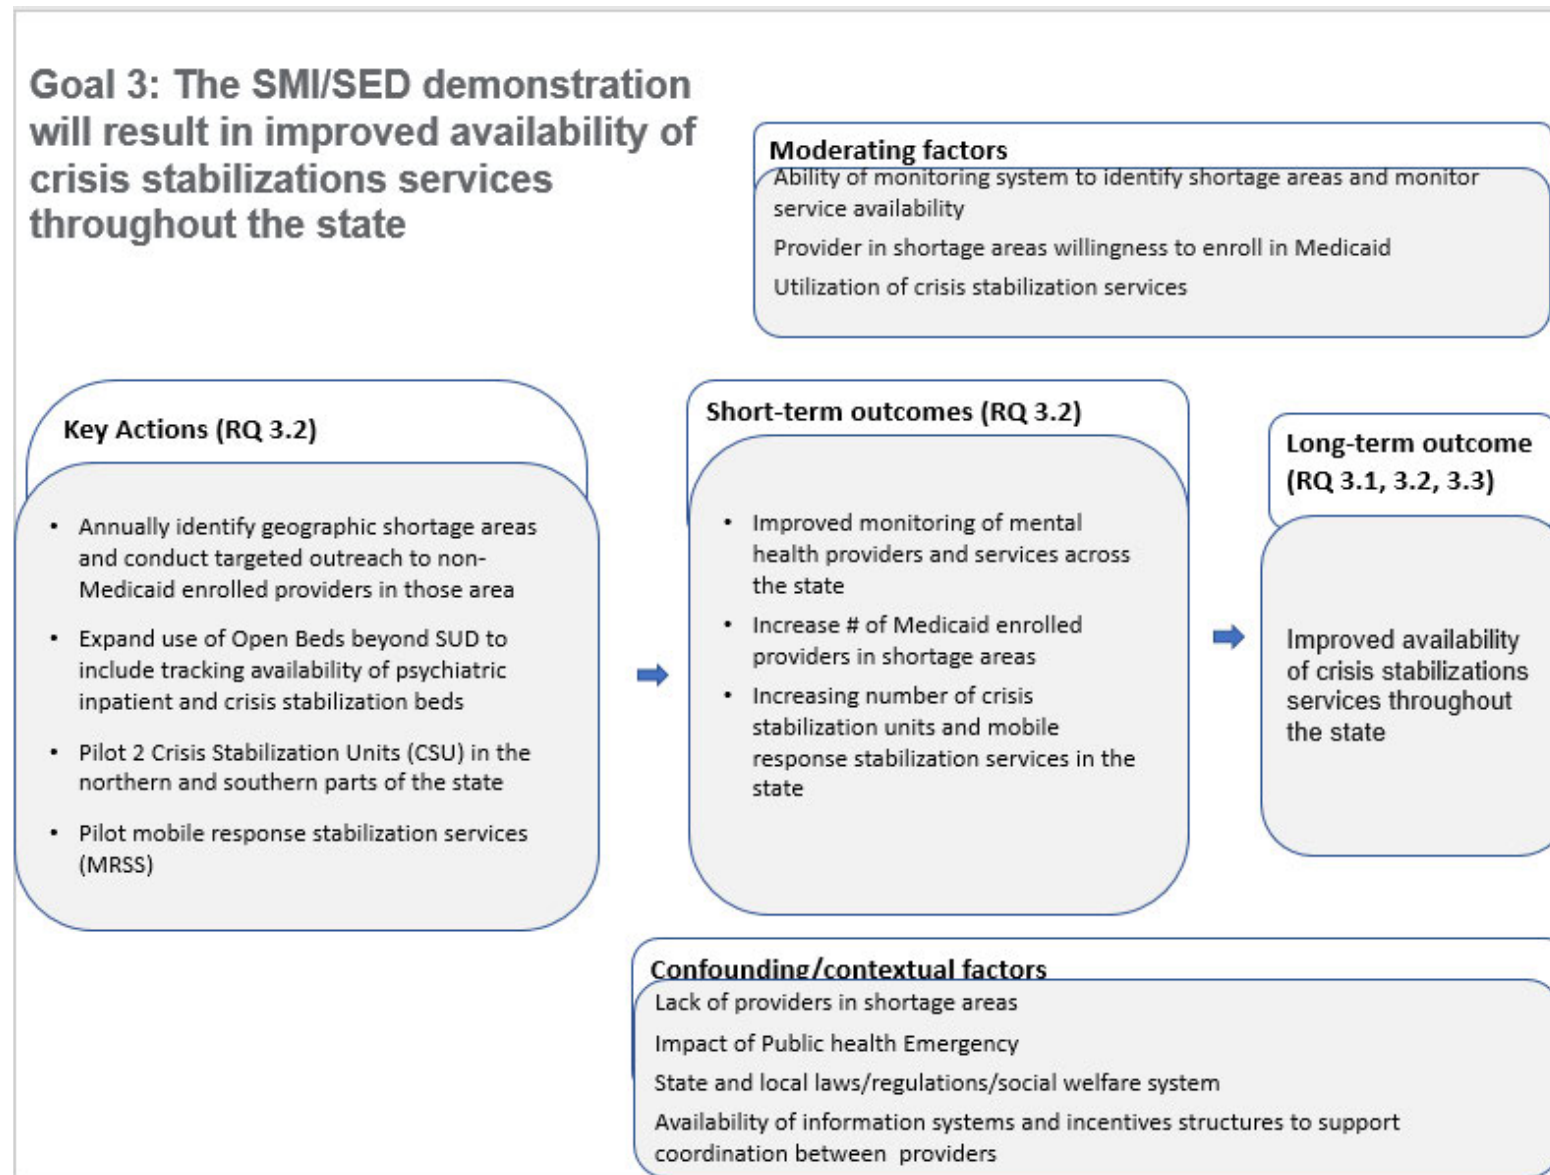 Goal 3: The SMI/SED demonstration
will result in improved availability of
crisis stabilizations services
throughout the state
Moderating factors
Ability of monitoring system to identify shortage areas and monitor
service availability
Provider in shortage areas willingness to enroll in Medicaid
Utilization of crisis stabilization services
Key Actions (RQ 3.2)
• Annually identify geographic shortage areas
and conduct targeted outreach to non-
Medicaid enrolled providers in those area
• Expand use of Open Beds beyond SUD to
include tracking availability of psychiatric
inpatient and crisis stabilization beds
• Pilot 2 Crisis Stabilization Units (CSU) in the
northern and southern parts of the state
• Pilot mobile response stabilization services
(MRSS)
Short-term outcomes (RQ 3.2)
• Improved monitoring of mental
health providers and services across
the state
• Increase # of Medicaid enrolled
providers in shortage areas
• Increasing number of crisis
stabilization units and mobile
response stabilization services in the
state
Long-term outcome
(RQ 3.1, 3.2, 3.3)
Improved availability
of crisis stabilizations
services throughout
the state
Confounding/contextual factors
Lack of providers in shortage areas
Impact of Public health Emergency
State and local laws/regulations/social welfare system
Availability of information systems and incentives structures to support
coordination between providers